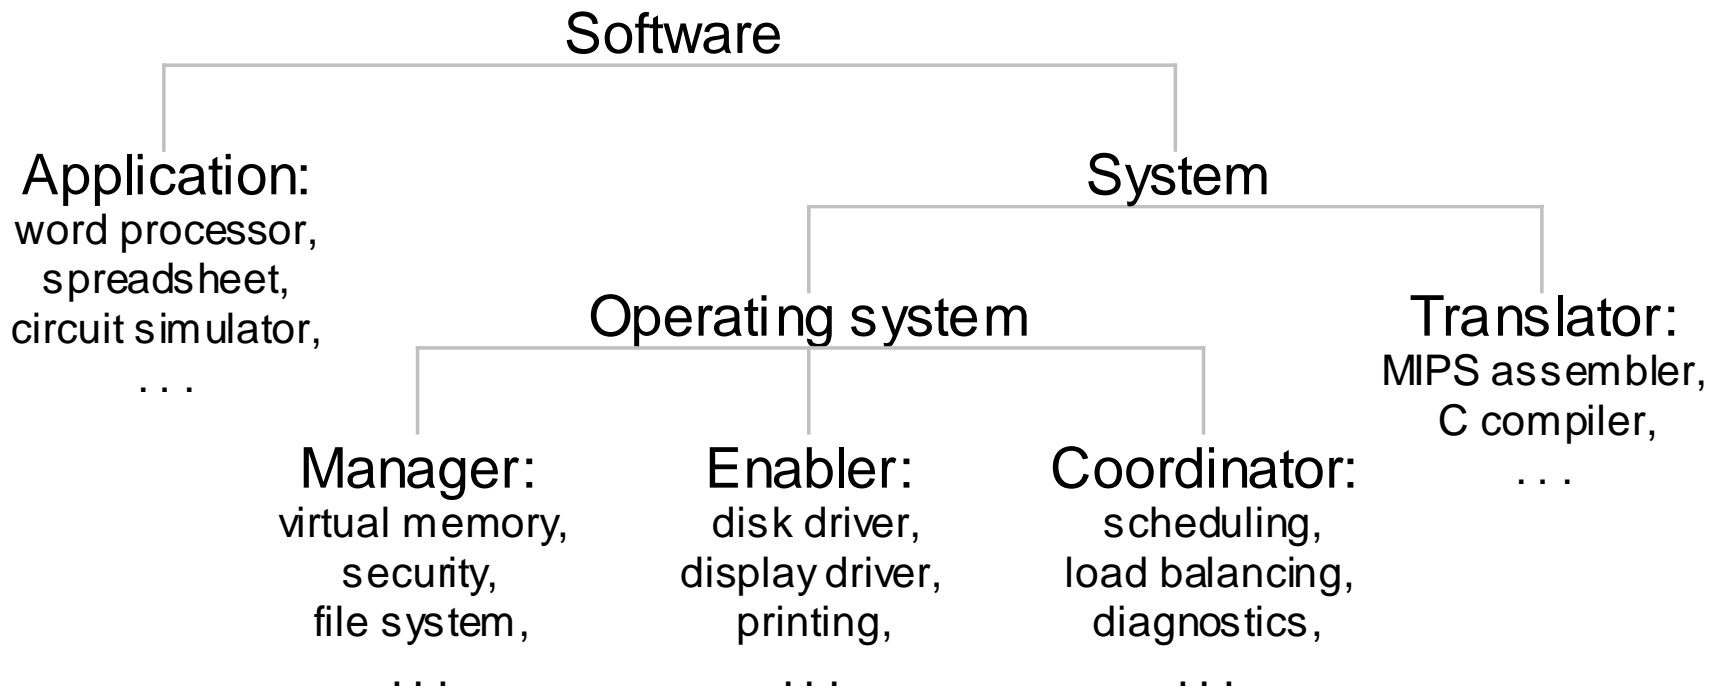 Software
Application:
word processor,
spreadsheet,
circuit simulator,
. . .
System
Operating system
Manager:
virtual memory,
security,
file system,
. . .
Enabler:
disk driver,
display driver,
printing,
. . .
Coordinator:
scheduling,
load balancing,
diagnostics,
. . .
Translator:
MIPS assembler,
C compiler,
. . .